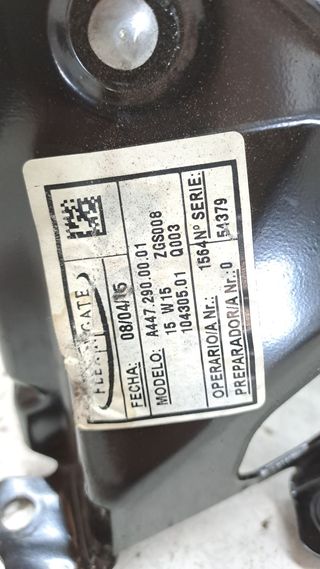 FECHA: 08/04/15
MODELO: A447.290.00.01 ZGS008
15 W 15 Q003
104305.01
OPERARIO/A Nr.: 1564 Nº SERIE:
PREPARADOR/A Nr.: 0 54379